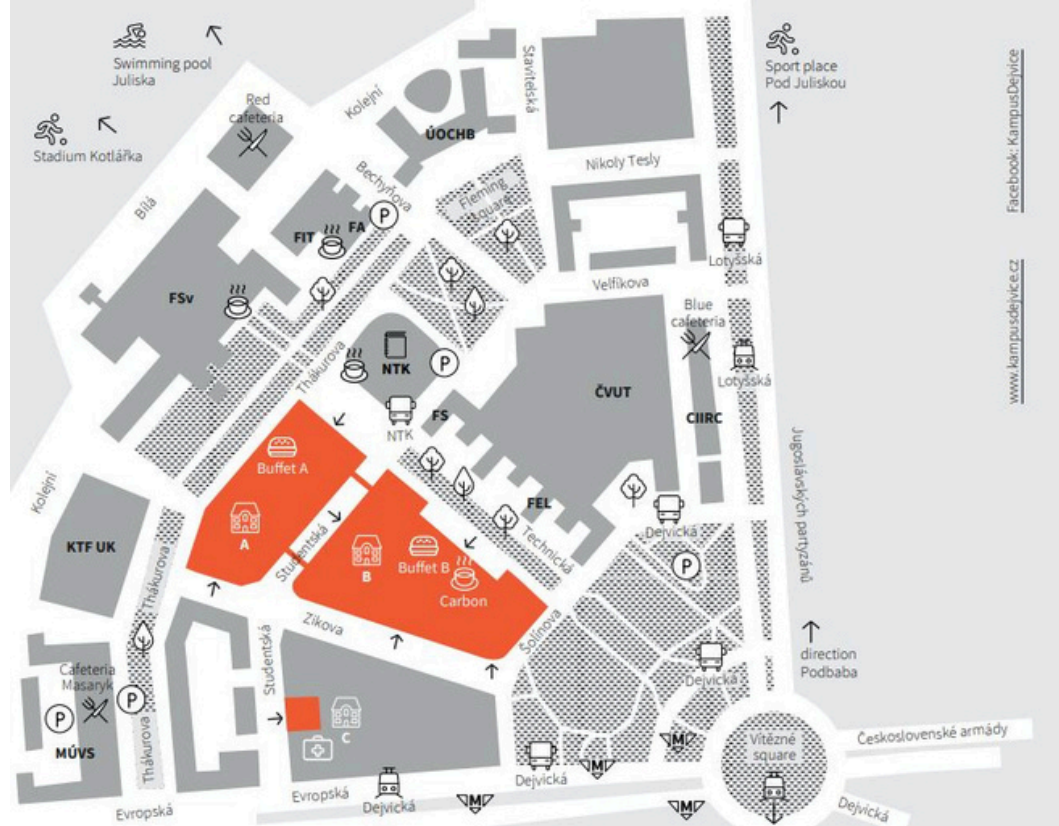 Swimming pool
Juliska
Sport place
Pod Juliskou
Stadium Kotlářka
Red
cafeteria
Kolejní
Stavitelská
ÚOCHB
Nikoly Tesly
Bechyňova
Fleming
square
Bílá
P
FIT
FA
Lotyšská
Velfíkova
FSv
Blue
cafeteria
Thákurova
NTK
P
ČVUT
Lotyšská
CIIRC
FS
NTK
Facebook: KampusDejvice
www.kampusdejvice.cz
Jugoslávských partyzánů
Buffet A
Kolejní
A
Studentská
KTF UK
FEL
Dejvická
Technická
P
B
Buffet B
Carbon
Thákurova
Zikova
Šolínova
direction
Podbaba
Dejvická
Studentská
Cafeteria
Masaryk
P
P
MÚVS
Thákurova
C
M
M
M
M
Vítězné
square
Československé armády
Dejvická
Evropská
Evropská
Dejvická
Dejvická